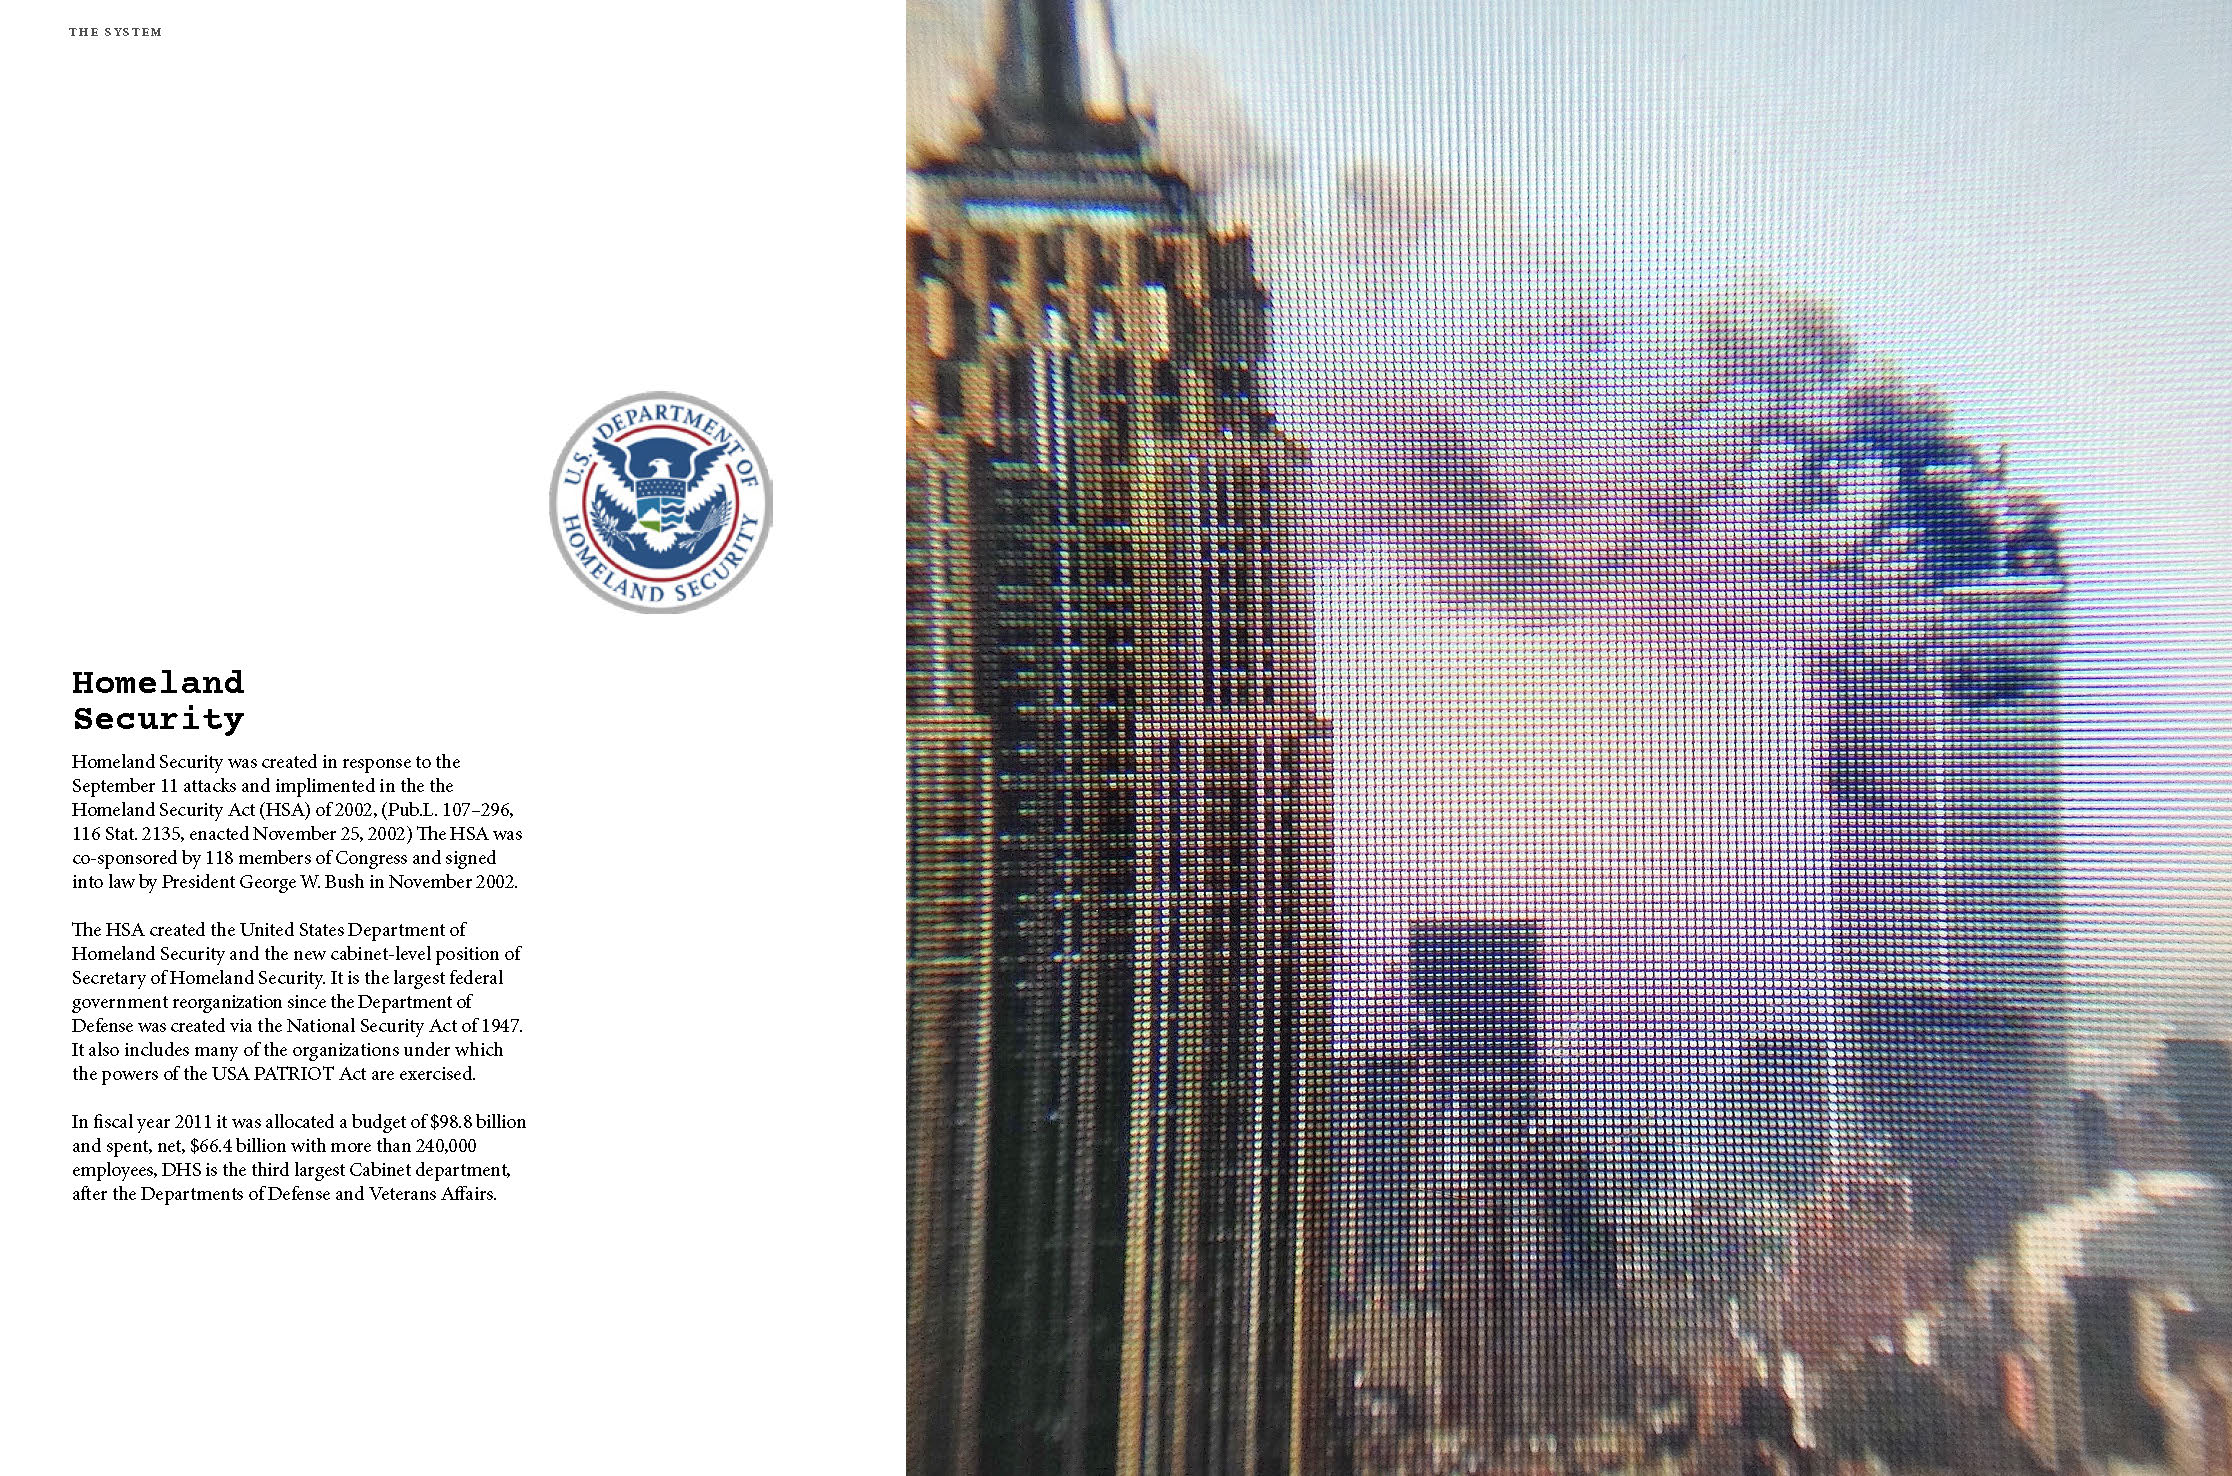 THE SYSTEM
U.S. DEPARTMENT OF
HOMELAND SECURITY
Homeland
Security
Homeland Security was created in response to the
September 11 attacks and implimented in the the
Homeland Security Act (HSA) of 2002, (Pub.L. 107–296,
116 Stat. 2135, enacted November 25, 2002) The HSA was
co-sponsored by 118 members of Congress and signed
into law by President George W. Bush in November 2002.
The HSA created the United States Department of
Homeland Security and the new cabinet-level position of
Secretary of Homeland Security. It is the largest federal
government reorganization since the Department of
Defense was created via the National Security Act of 1947.
It also includes many of the organizations under which
the powers of the USA PATRIOT Act are exercised.
In fiscal year 2011 it was allocated a budget of $98.8 billion
and spent, net, $66.4 billion with more than 240,000
employees, DHS is the third largest Cabinet department,
after the Departments of Defense and Veterans Affairs.